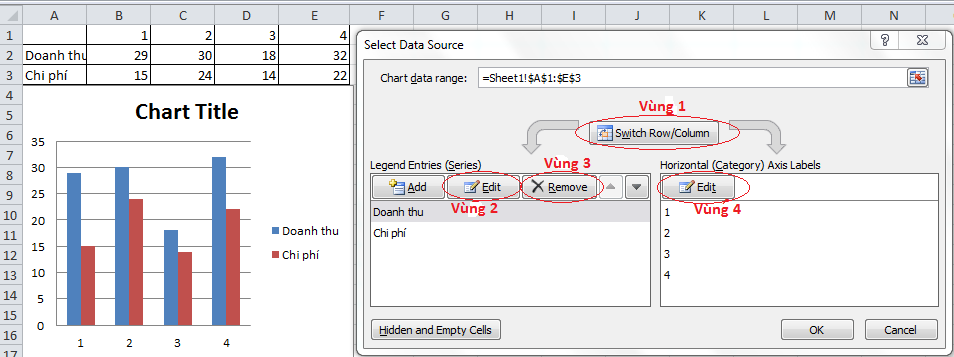 A B C D E F G H I J K L M N
1 1 2 3 4
2 Doanh thu 29 30 18 32
3 Chi phí 15 24 14 22
4
5
6
7
8
9
10
11
12
13
14
15
16
17
Chart Title
35
30
25
20
15
10
5
0
1 2 3 4
Doanh thu
Chi phí
Select Data Source
?
Chart data range: =Sheet1!$A$1:$E$3
Vùng 1
Switch Row/Column
Legend Entries (Series)
Vùng 3
Add Edit Remove
Vùng 2
Doanh thu
Chi phí
Horizontal (Category) Axis Labels
Edit
Vùng 4
1
2
3
4
Hidden and Empty Cells
OK Cancel